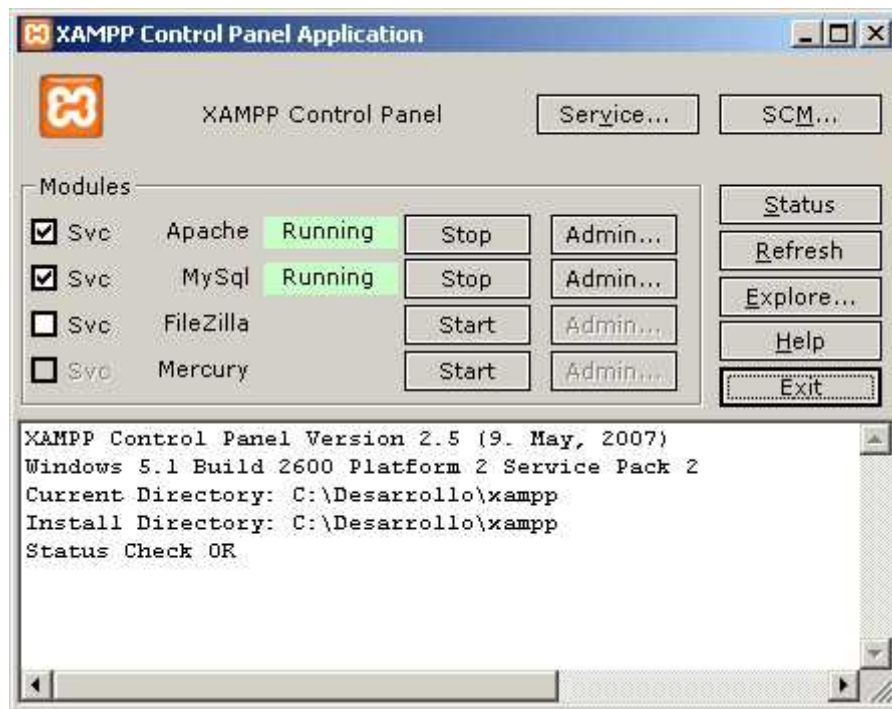 XAMPP Control Panel Application
XAMPP Control Panel Service... SCM...
Modules
Svc Apache Running Stop Admin...
Svc MySql Running Stop Admin...
Svc FileZilla Start Admin...
Svc Mercury Start Admin...
Status
Refresh
Explore...
Help
Exit
XAMPP Control Panel Version 2.5 (9. May, 2007)
Windows 5.1 Build 2600 Platform 2 Service Pack 2
Current Directory: C:\Desarrollo\xampp
Install Directory: C:\Desarrollo\xampp
Status Check OR